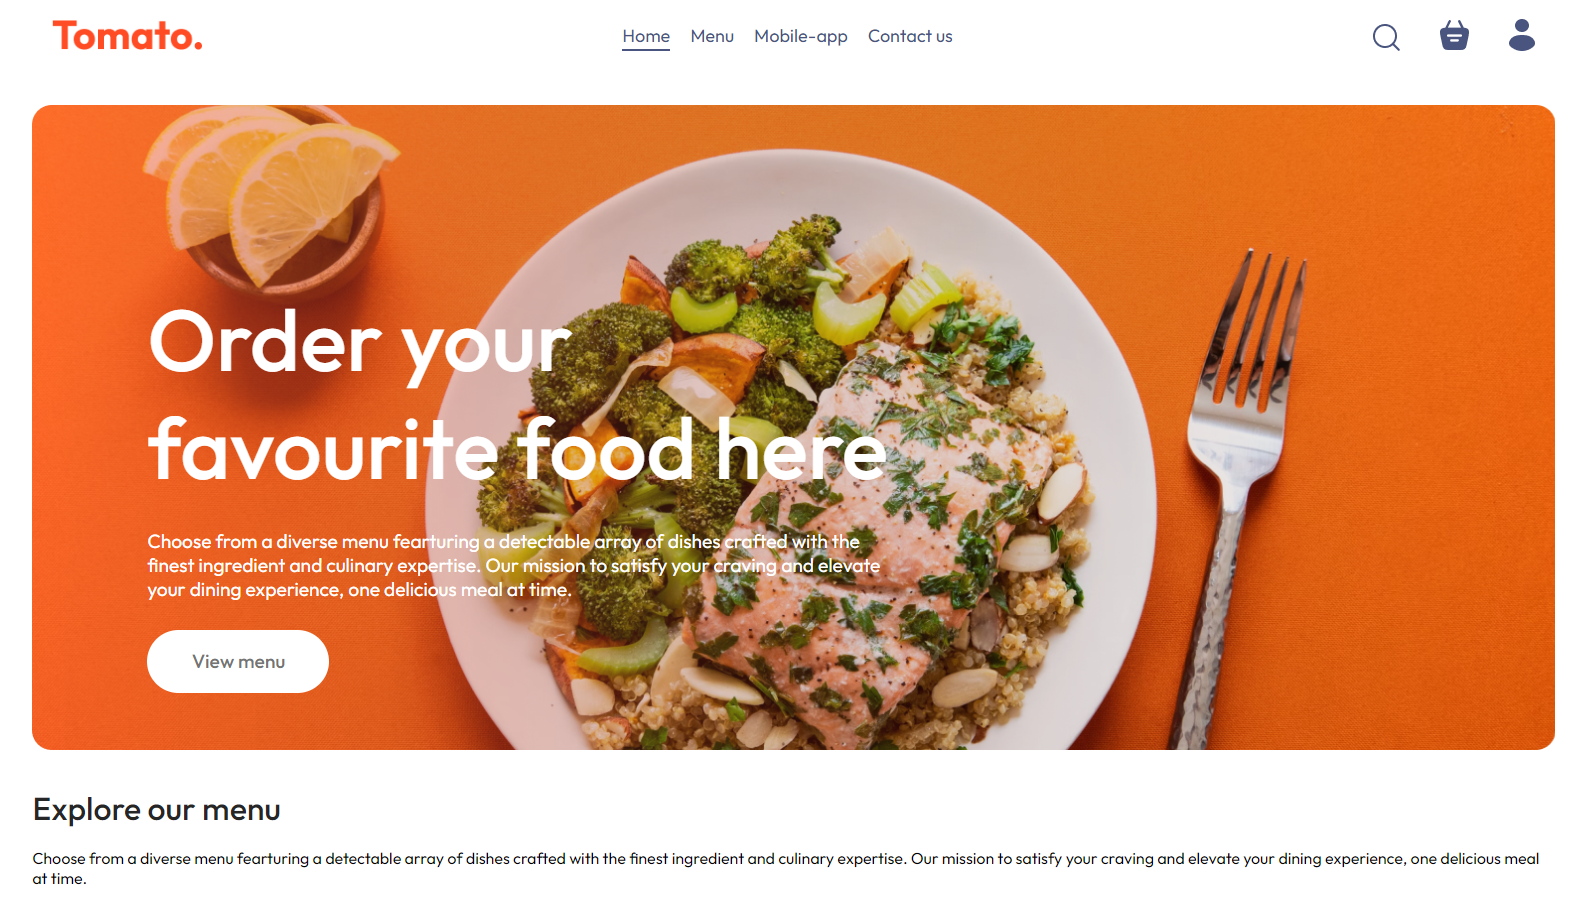 Tomato.
Home Menu Mobile-app Contact us
Order your
favourite food here
Choose from a diverse menu fearturing a detectable array of dishes crafted with the
finest ingredient and culinary expertise. Our mission to satisfy your craving and elevate
your dining experience, one delicious meal at time.
View menu
Explore our menu
Choose from a diverse menu fearturing a detectable array of dishes crafted with the finest ingredient and culinary expertise. Our mission to satisfy your craving and elevate your dining experience, one delicious meal
at time.